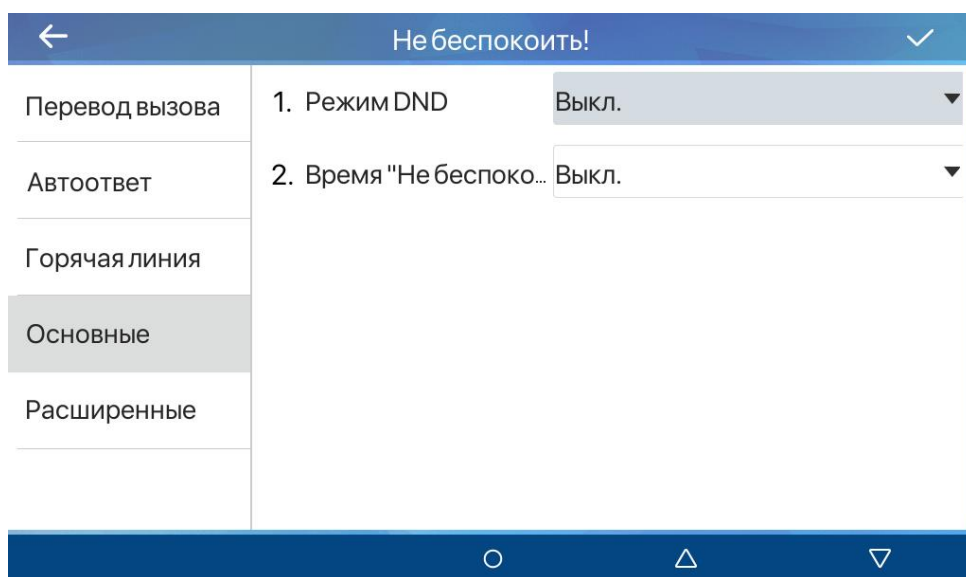 Не беспокоить!
Перевод вызова
Автоответ
Горячая линия
Основные
Расширенные
1. Режим DND Выкл.
2. Время "Не беспоко... Выкл.